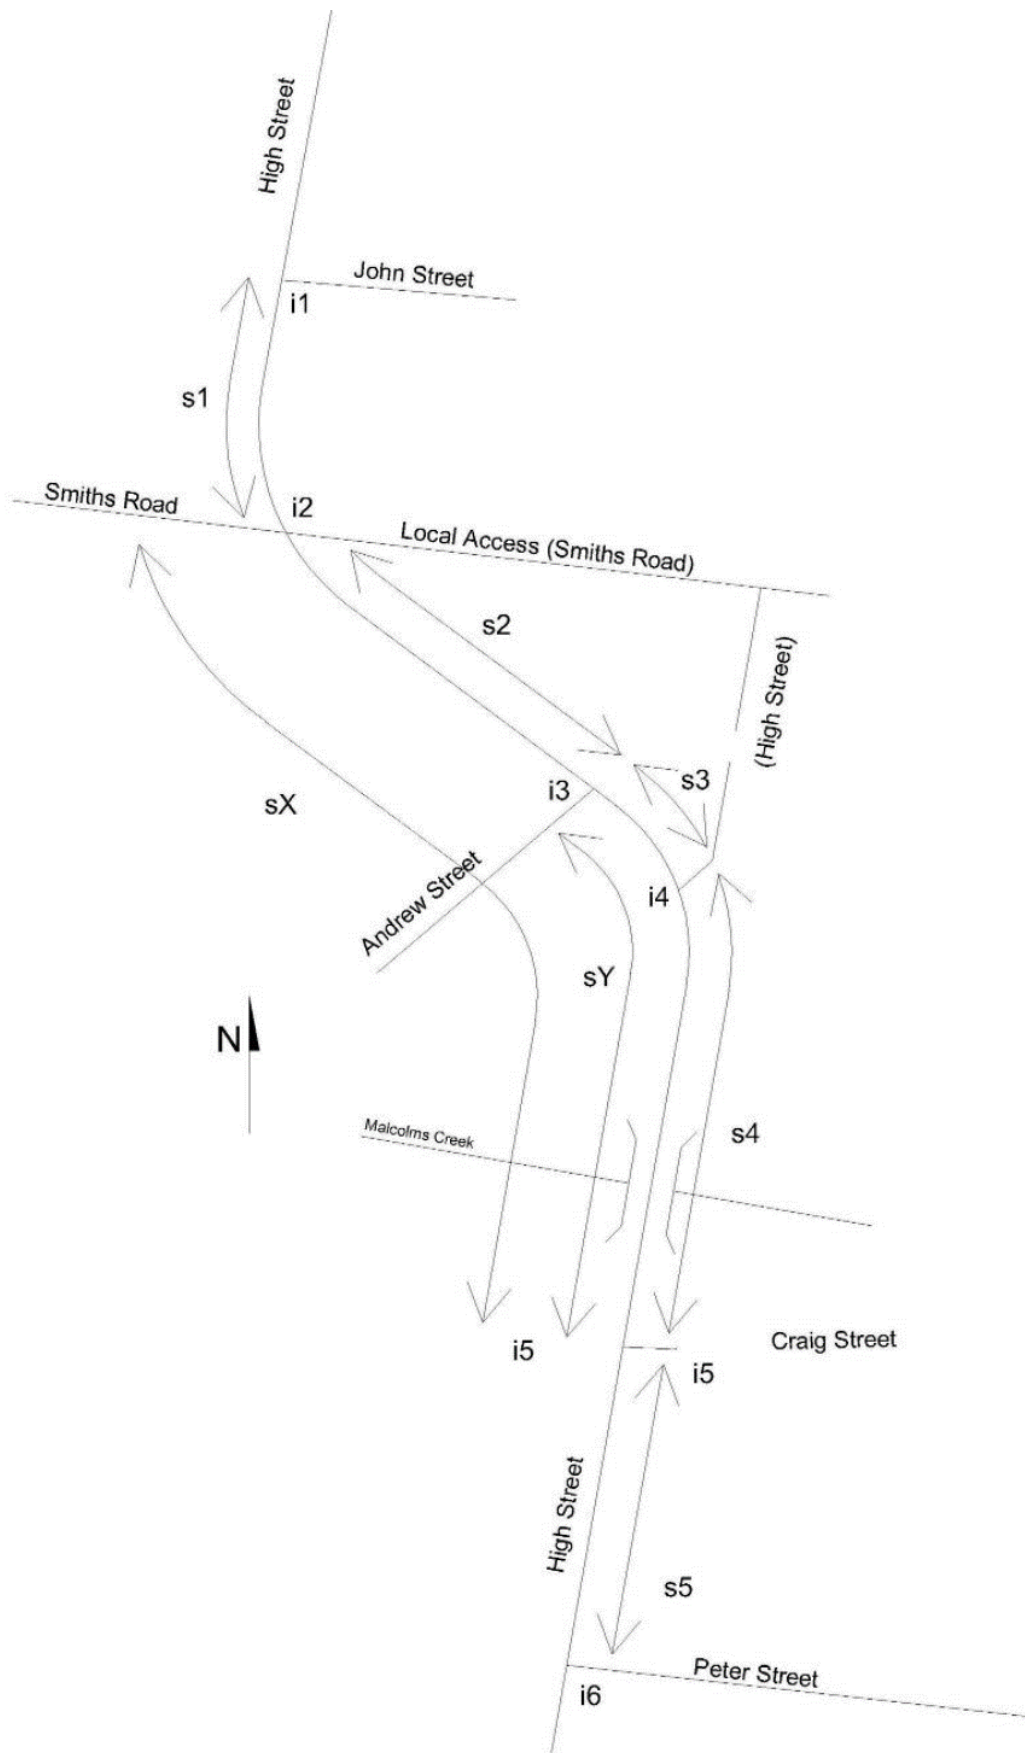 High Street
John Street
i1
s1
Smiths Road
i2
Local Access (Smiths Road)
s2
(High Street)
s3
i3
sX
i4
Andrew Street
sY
N
Malcolms Creek
s4
i5
Craig Street
i5
High Street
s5
Peter Street
i6